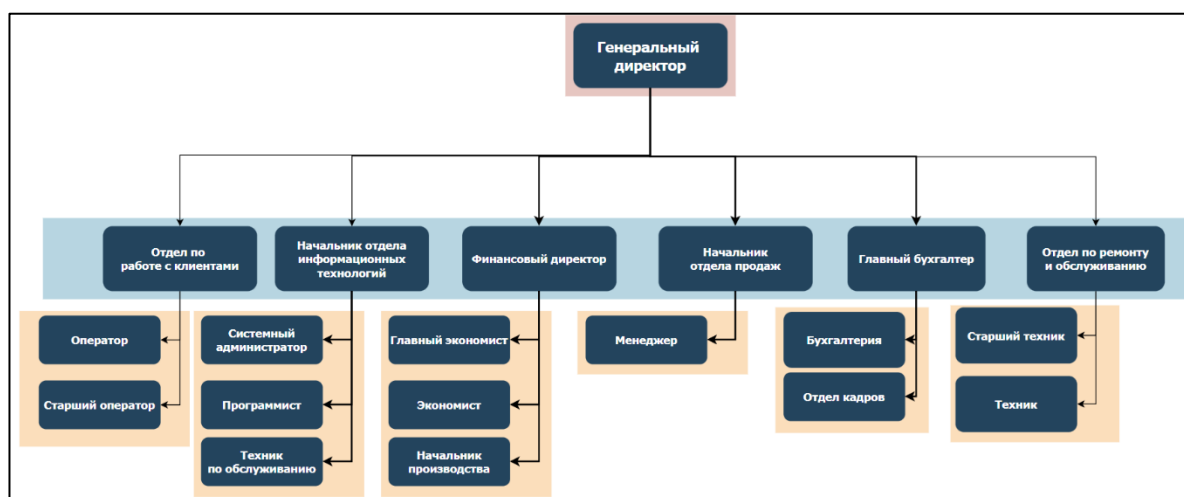 Генеральный
директор
Отдел по
работе с клиентами
Начальник отдела
информационных
технологий
Финансовый директор
Начальник
отдела продаж
Главный бухгалтер
Отдел по ремонту
и обслуживанию
Оператор
Старший оператор
Системный
администратор
Программист
Техник
по обслуживанию
Главный экономист
Экономист
Начальник
производства
Менеджер
Бухгалтерия
Отдел кадров
Старший техник
Техник